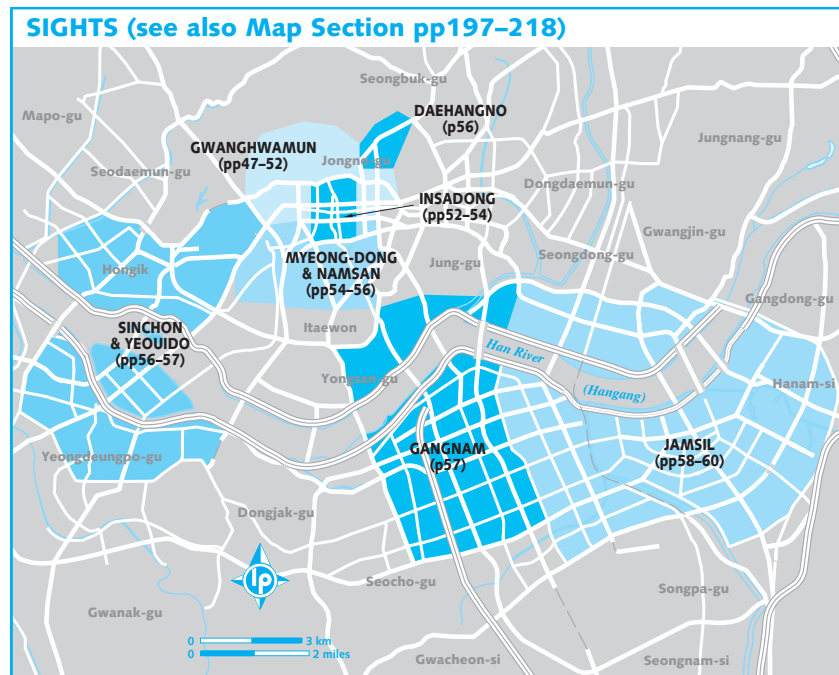 SIGHTS (see also Map Section pp197–218)
Seongbuk-gu
Mapo-gu
DAEHANGNO
(p56)
Jungnang-gu
GWANGHWAMUN
(pp47–52)
Jongno-gu
Seodaemun-gu
Dongdaemun-gu
INSADONG
(pp52–54)
Gwangjin-gu
MYEONG-DONG
& NAMSAN
(pp54–56)
Jung-gu
Seongdong-gu
Hongik
Gangdong-gu
SINCHON
& YEOUIDO
(pp56–57)
Itaewon
Han River
(Hangang)
Yongsan-gu
Hanam-si
GANGNAM
(p57)
JAMSIL
(pp58–60)
Yeongdeungpo-gu
Dongjak-gu
lp
Seocho-gu
Songpa-gu
Gwanak-gu
0 3 km
0 2 miles
Gwacheon-si
Seongnam-si